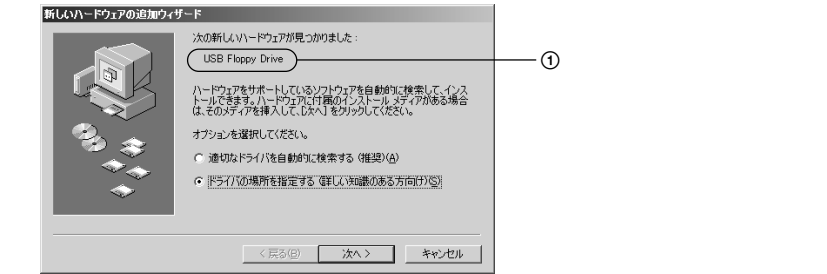 新しいハードウェアの追加ウィザード
次の新しいハードウェアが見つかりました :
USB Floppy Drive
①
ハードウェアをサポートしているソフトウェアを自動的に検索して、インス
トールできます。ハードウェアに付属のインストール メディアがある場合
は、そのメディアを挿入して、[次へ] をクリックしてください。
オプションを選択してください。
適切なドライバを自動的に検索する (推奨)(A)
ドライバの場所を指定する (詳しい知識のある方向け)(S)
< 戻る(B)
次へ >
キャンセル